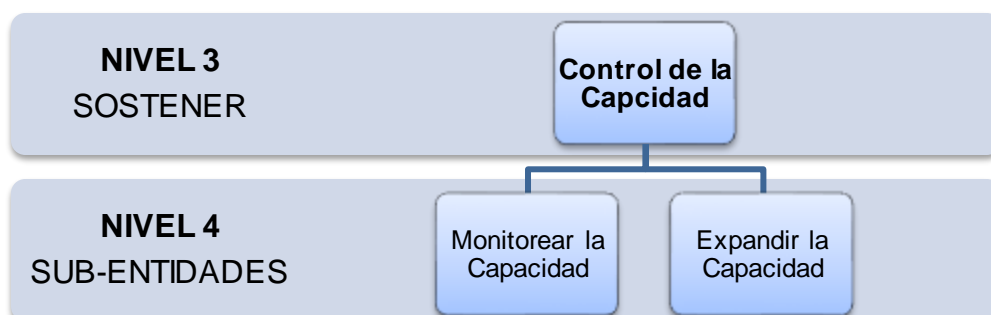 NIVEL 3
SOSTENER
Control de la
Capcidad
NIVEL 4
SUB-ENTIDADES
Monitorear la
Capacidad
Expandir la
Capacidad